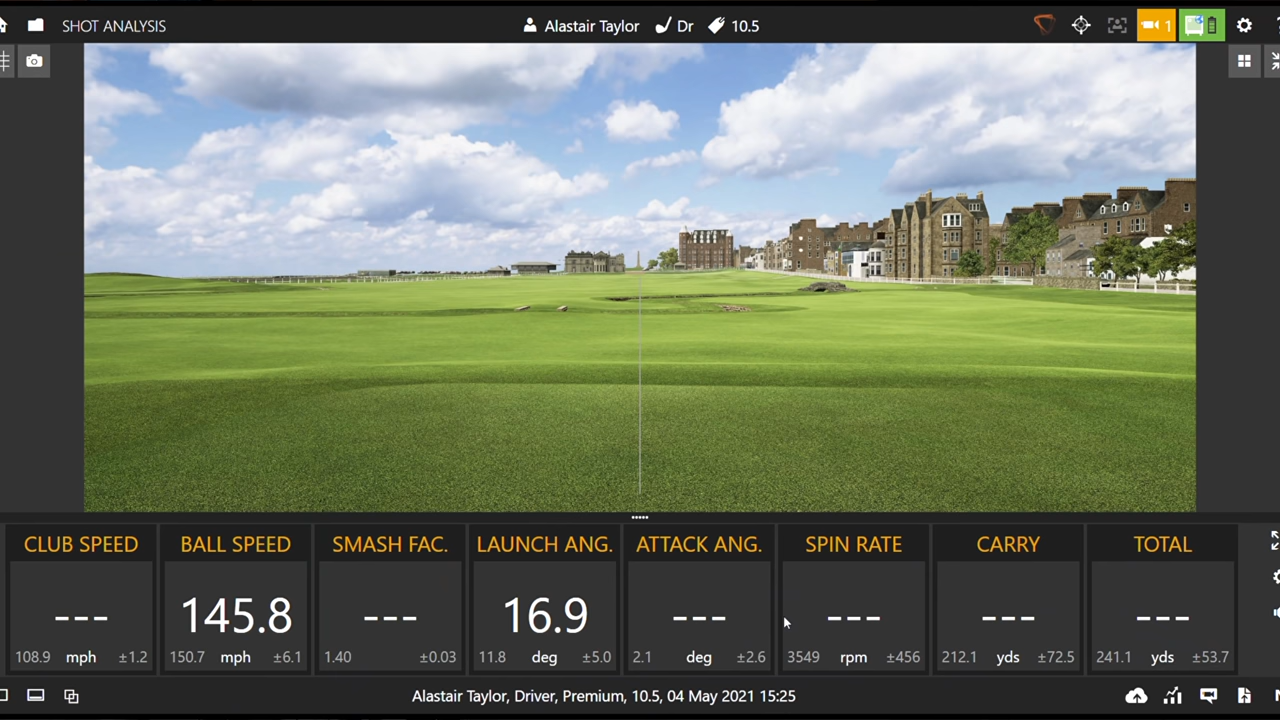 SHOT ANALYSIS
Alastair Taylor Dr 10.5
1
CLUB SPEED BALL SPEED SMASH FAC. LAUNCH ANG. ATTACK ANG. SPIN RATE CARRY TOTAL
--- 145.8 --- 16.9 --- --- --- ---
108.9 mph ±1.2 150.7 mph ±6.1 1.40 ±0.03 11.8 deg ±5.0 2.1 deg ±2.6 3549 rpm ±456 212.1 yds ±72.5 241.1 yds ±53.7
Alastair Taylor, Driver, Premium, 10.5, 04 May 2021 15:25